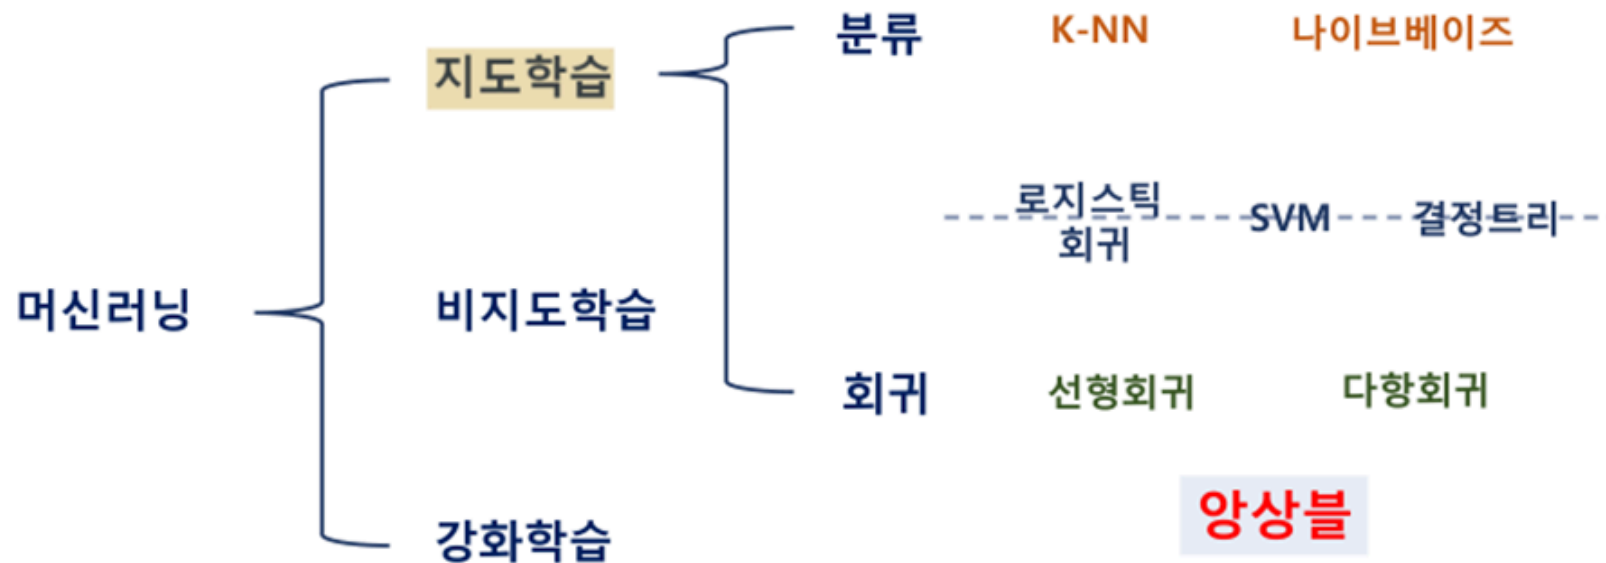 분류 K-NN 나이브베이즈
지도학습
로지스틱
회귀 SVM 결정트리
머신러닝 비지도학습
회귀 선형회귀 다항회귀
앙상블
강화학습